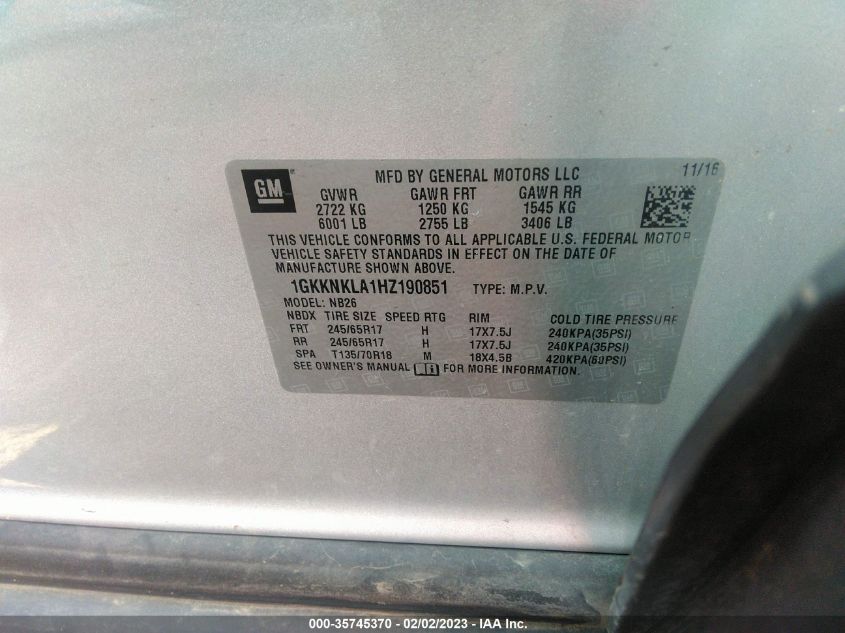 MFD BY GENERAL MOTORS LLC 11/16
GM
GVWR GAWR FRT GAWR RR
2722 KG 1250 KG 1545 KG
6001 LB 2755 LB 3406 LB
THIS VEHICLE CONFORMS TO ALL APPLICABLE U.S. FEDERAL MOTOR
VEHICLE SAFETY STANDARDS IN EFFECT ON THE DATE OF
MANUFACTURE SHOWN ABOVE.
1GKKNKLA1HZ190851 TYPE: M.P.V.
MODEL: NB26
NBDX TIRE SIZE SPEED RTG RIM COLD TIRE PRESSURE
FRT 245/65R17 H 17X7.5J 240KPA(35PSI)
RR 245/65R17 H 17X7.5J 240KPA(35PSI)
SPA T135/70R18 M 18X4.5B 420KPA(60PSI)
SEE OWNER'S MANUAL FOR MORE INFORMATION.
000-35745370 - 02/02/2023 - IAA Inc.